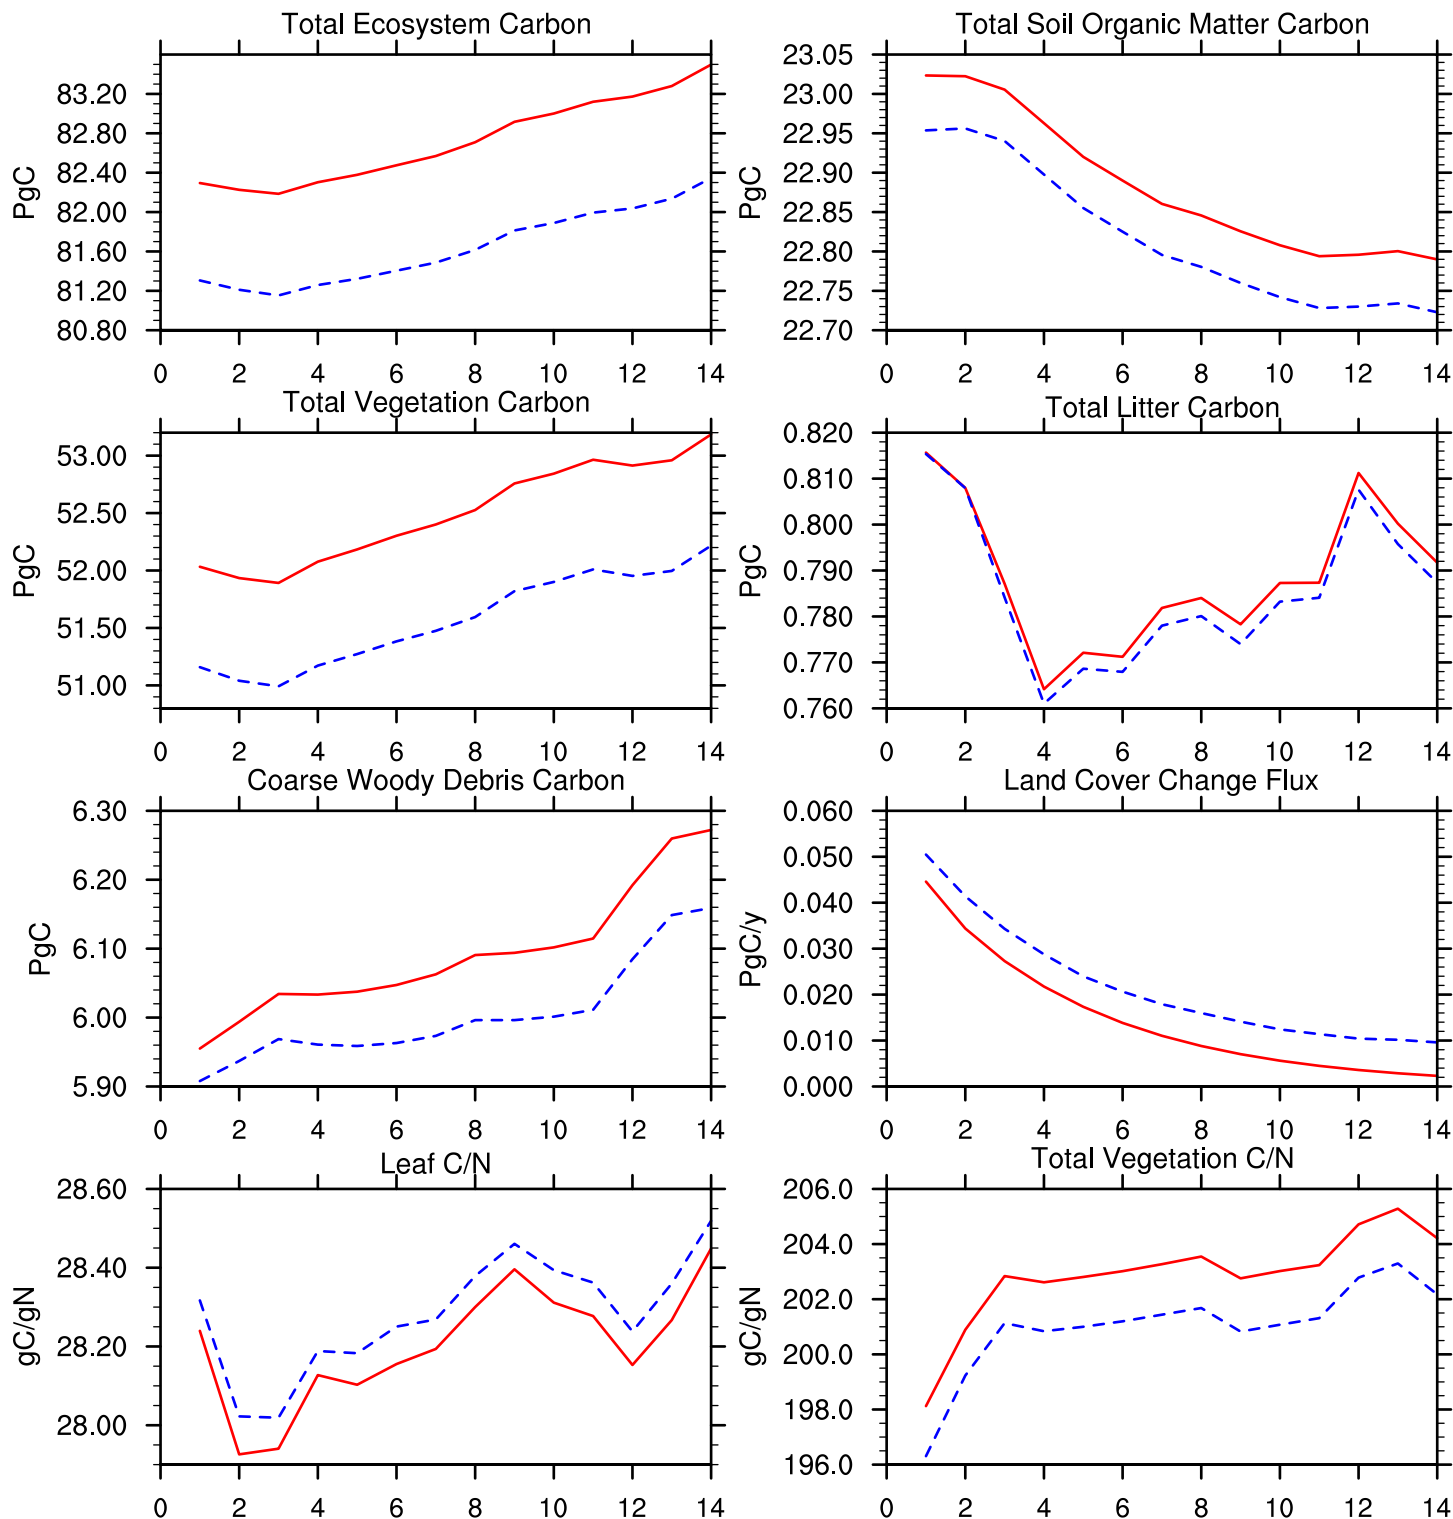 Total Ecosystem Carbon
PgC
83.20
82.80
82.40
82.00
81.60
81.20
80.80
0 2 4 6 8 10 12 14
Total Soil Organic Matter Carbon
PgC
23.05
23.00
22.95
22.90
22.85
22.80
22.75
22.70
0 2 4 6 8 10 12 14
Total Vegetation Carbon
PgC
53.00
52.50
52.00
51.50
51.00
0 2 4 6 8 10 12 14
Total Litter Carbon
PgC
0.820
0.810
0.800
0.790
0.780
0.770
0.760
0 2 4 6 8 10 12 14
Coarse Woody Debris Carbon
PgC
6.30
6.20
6.10
6.00
5.90
0 2 4 6 8 10 12 14
Land Cover Change Flux
PgC/y
0.060
0.050
0.040
0.030
0.020
0.010
0.000
0 2 4 6 8 10 12 14
Leaf C/N
gC/gN
28.60
28.40
28.20
28.00
0 2 4 6 8 10 12 14
Total Vegetation C/N
gC/gN
206.0
204.0
202.0
200.0
198.0
196.0
0 2 4 6 8 10 12 14